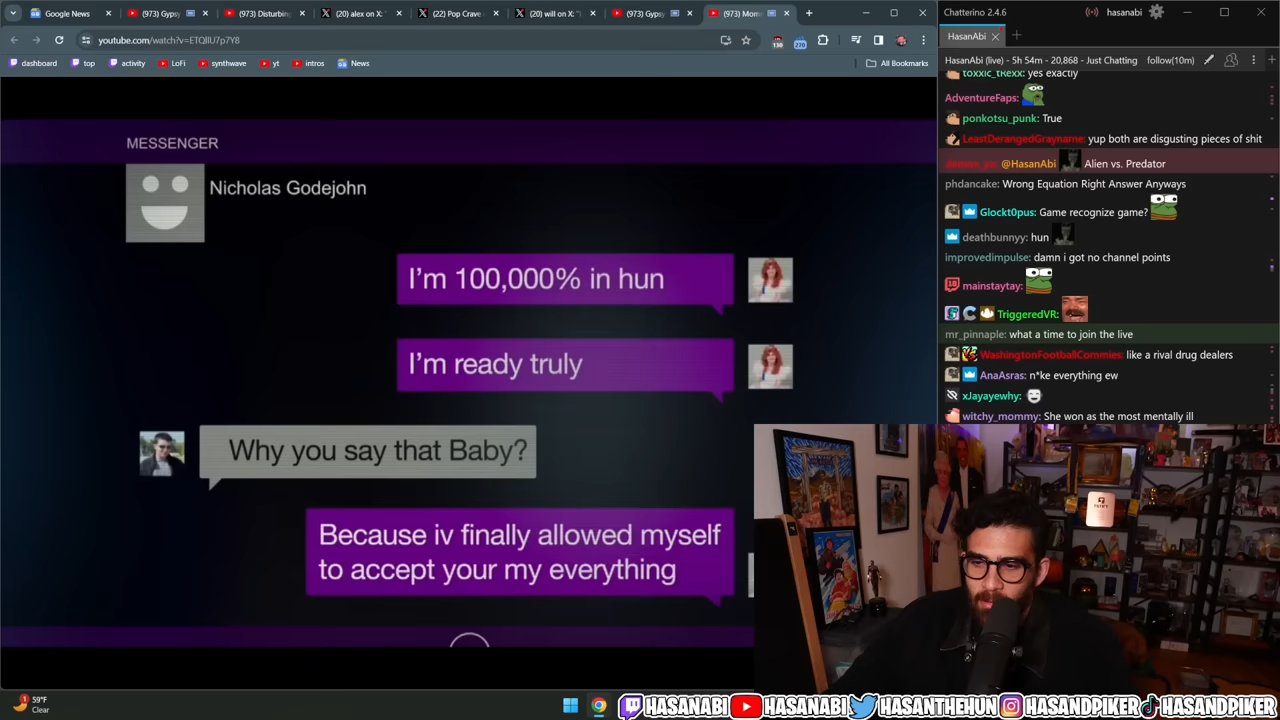 Google News
(973) Gypsy
(973) Disturbin
(20) alex on X: "
(22) Pop Crave
(20) will on X: "
(973) Gypsy
(973) Mom
youtube.com/watch?v=ETQlIU7p7Y8
138
270
dashboard
top
activity
LoFi
synthwave
yt
intros
News
All Bookmarks
MESSENGER
Nicholas Godejohn
I'm 100,000% in hun
I'm ready truly
Why you say that Baby?
Because iv finally allowed myself
to accept your my everything
Chatterino 2.4.6
hasanabi
HasanAbi
HasanAbi (live) - 5h 54m - 20,868 - Just Chatting
follow(10m)
toxxic_tRexx: yes exactly
AdventureFaps:
ponkotsu_punk: True
LeastDerangedGrayname: yup both are disgusting pieces of shit
@HasanAbi Alien vs. Predator
phdancake: Wrong Equation Right Answer Anyways
Glockt0pus: Game recognize game?
deathbunnyy: hun
improvedimpulse: damn i got no channel points
mainstaytay:
TriggeredVR:
mr_pinnaple: what a time to join the live
WashingtonFootballCommies: like a rival drug dealers
AnaAsras: n*ke everything ew
xJayayewhy:
witchy_mommy: She won as the most mentally ill
1
59°F
Clear
HASANABI
HASANABI
HASANTHEHUN
HASANDPIKER
HASANDPIKER